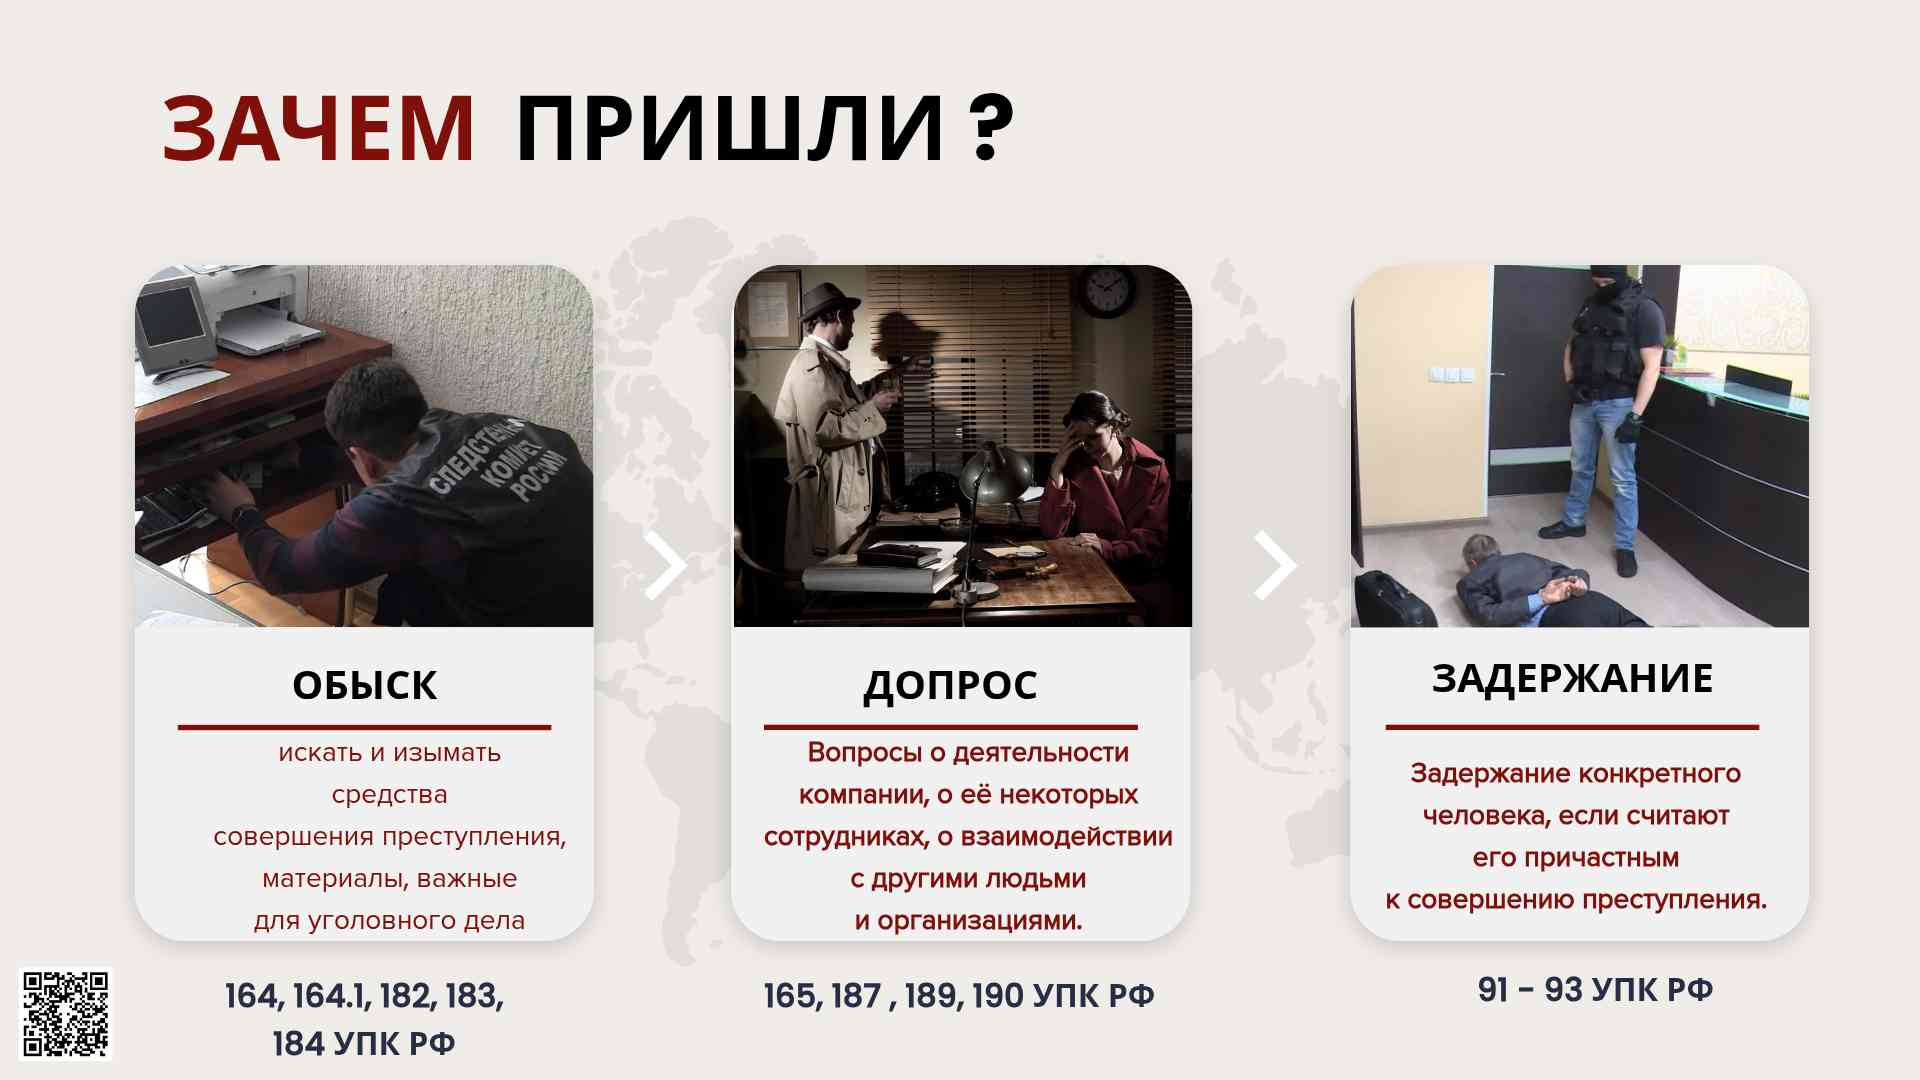 ЗАЧЕМ ПРИШЛИ ?
СЛЕДСТВЕН
КОМИТЕТ
РОССИИ
ОБЫСК
искать и изымать
средства
совершения преступления,
материалы, важные
для уголовного дела
164, 164.1, 182, 183,
184 УПК РФ
ДОПРОС
Вопросы о деятельности
компании, о её некоторых
сотрудниках, о взаимодействии
с другими людьми
и организациями.
165, 187 , 189, 190 УПК РФ
ЗАДЕРЖАНИЕ
Задержание конкретного
человека, если считают
его причастным
к совершению преступления.
91 - 93 УПК РФ